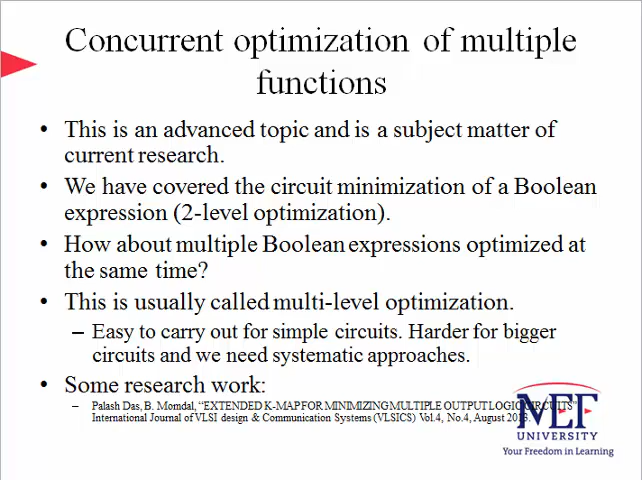 Concurrent optimization of multiple
functions
• This is an advanced topic and is a subject matter of
current research.
• We have covered the circuit minimization of a Boolean
expression (2-level optimization).
• How about multiple Boolean expressions optimized at
the same time?
• This is usually called multi-level optimization.
– Easy to carry out for simple circuits. Harder for bigger
circuits and we need systematic approaches.
• Some research work:
– Palash Das, B. Momdal, “EXTENDED K-MAP FOR MINIMIZING MULTIPLE OUTPUT LOGIC CIRCUITS”
International Journal of VLSI design & Communication Systems (VLSICS) Vol.4, No.4, August
MEF
UNIVERSITY
Your Freedom in Learning